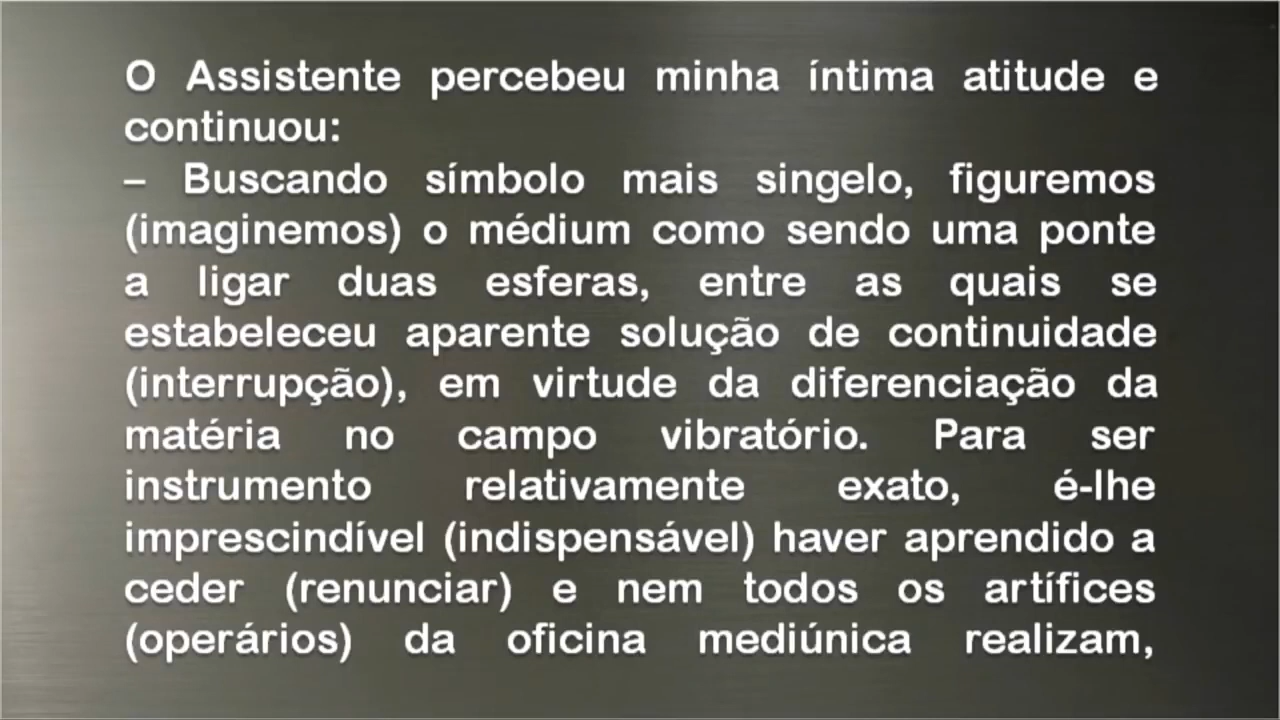 O Assistente percebeu minha íntima atitude e
continuou:
– Buscando símbolo mais singelo, figuremos
(imaginemos) o médium como sendo uma ponte
a ligar duas esferas, entre as quais se
estabeleceu aparente solução de continuidade
(interrupção), em virtude da diferenciação da
matéria no campo vibratório. Para ser
instrumento relativamente exato, é-lhe
imprescindível (indispensável) haver aprendido a
ceder (renunciar) e nem todos os artífices
(operários) da oficina mediúnica realizam,